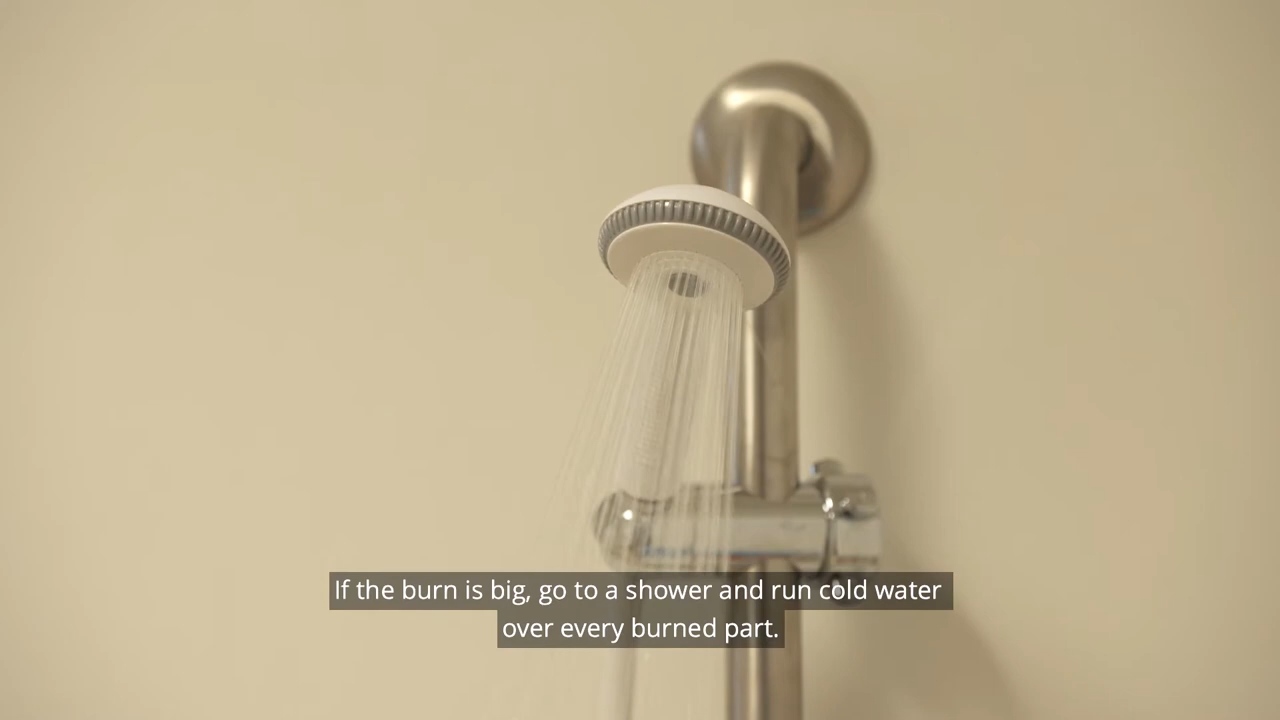 If the burn is big, go to a shower and run cold water
over every burned part.